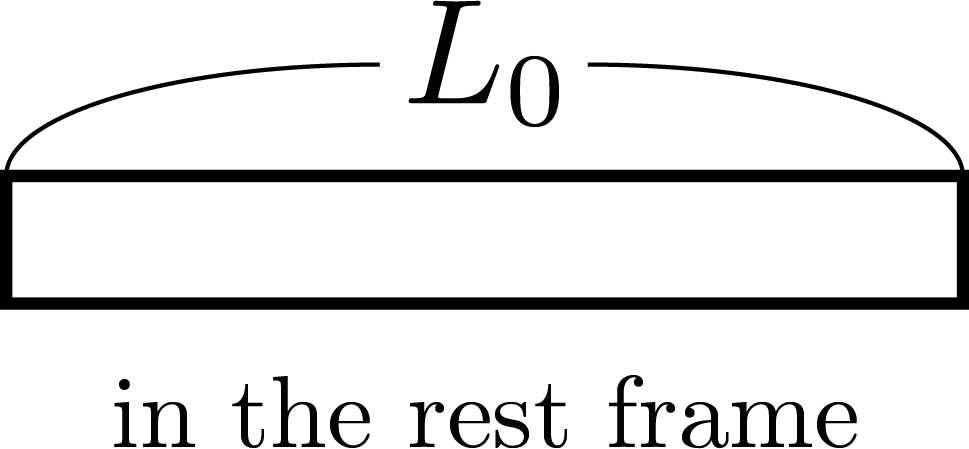 L₀
in the rest frame